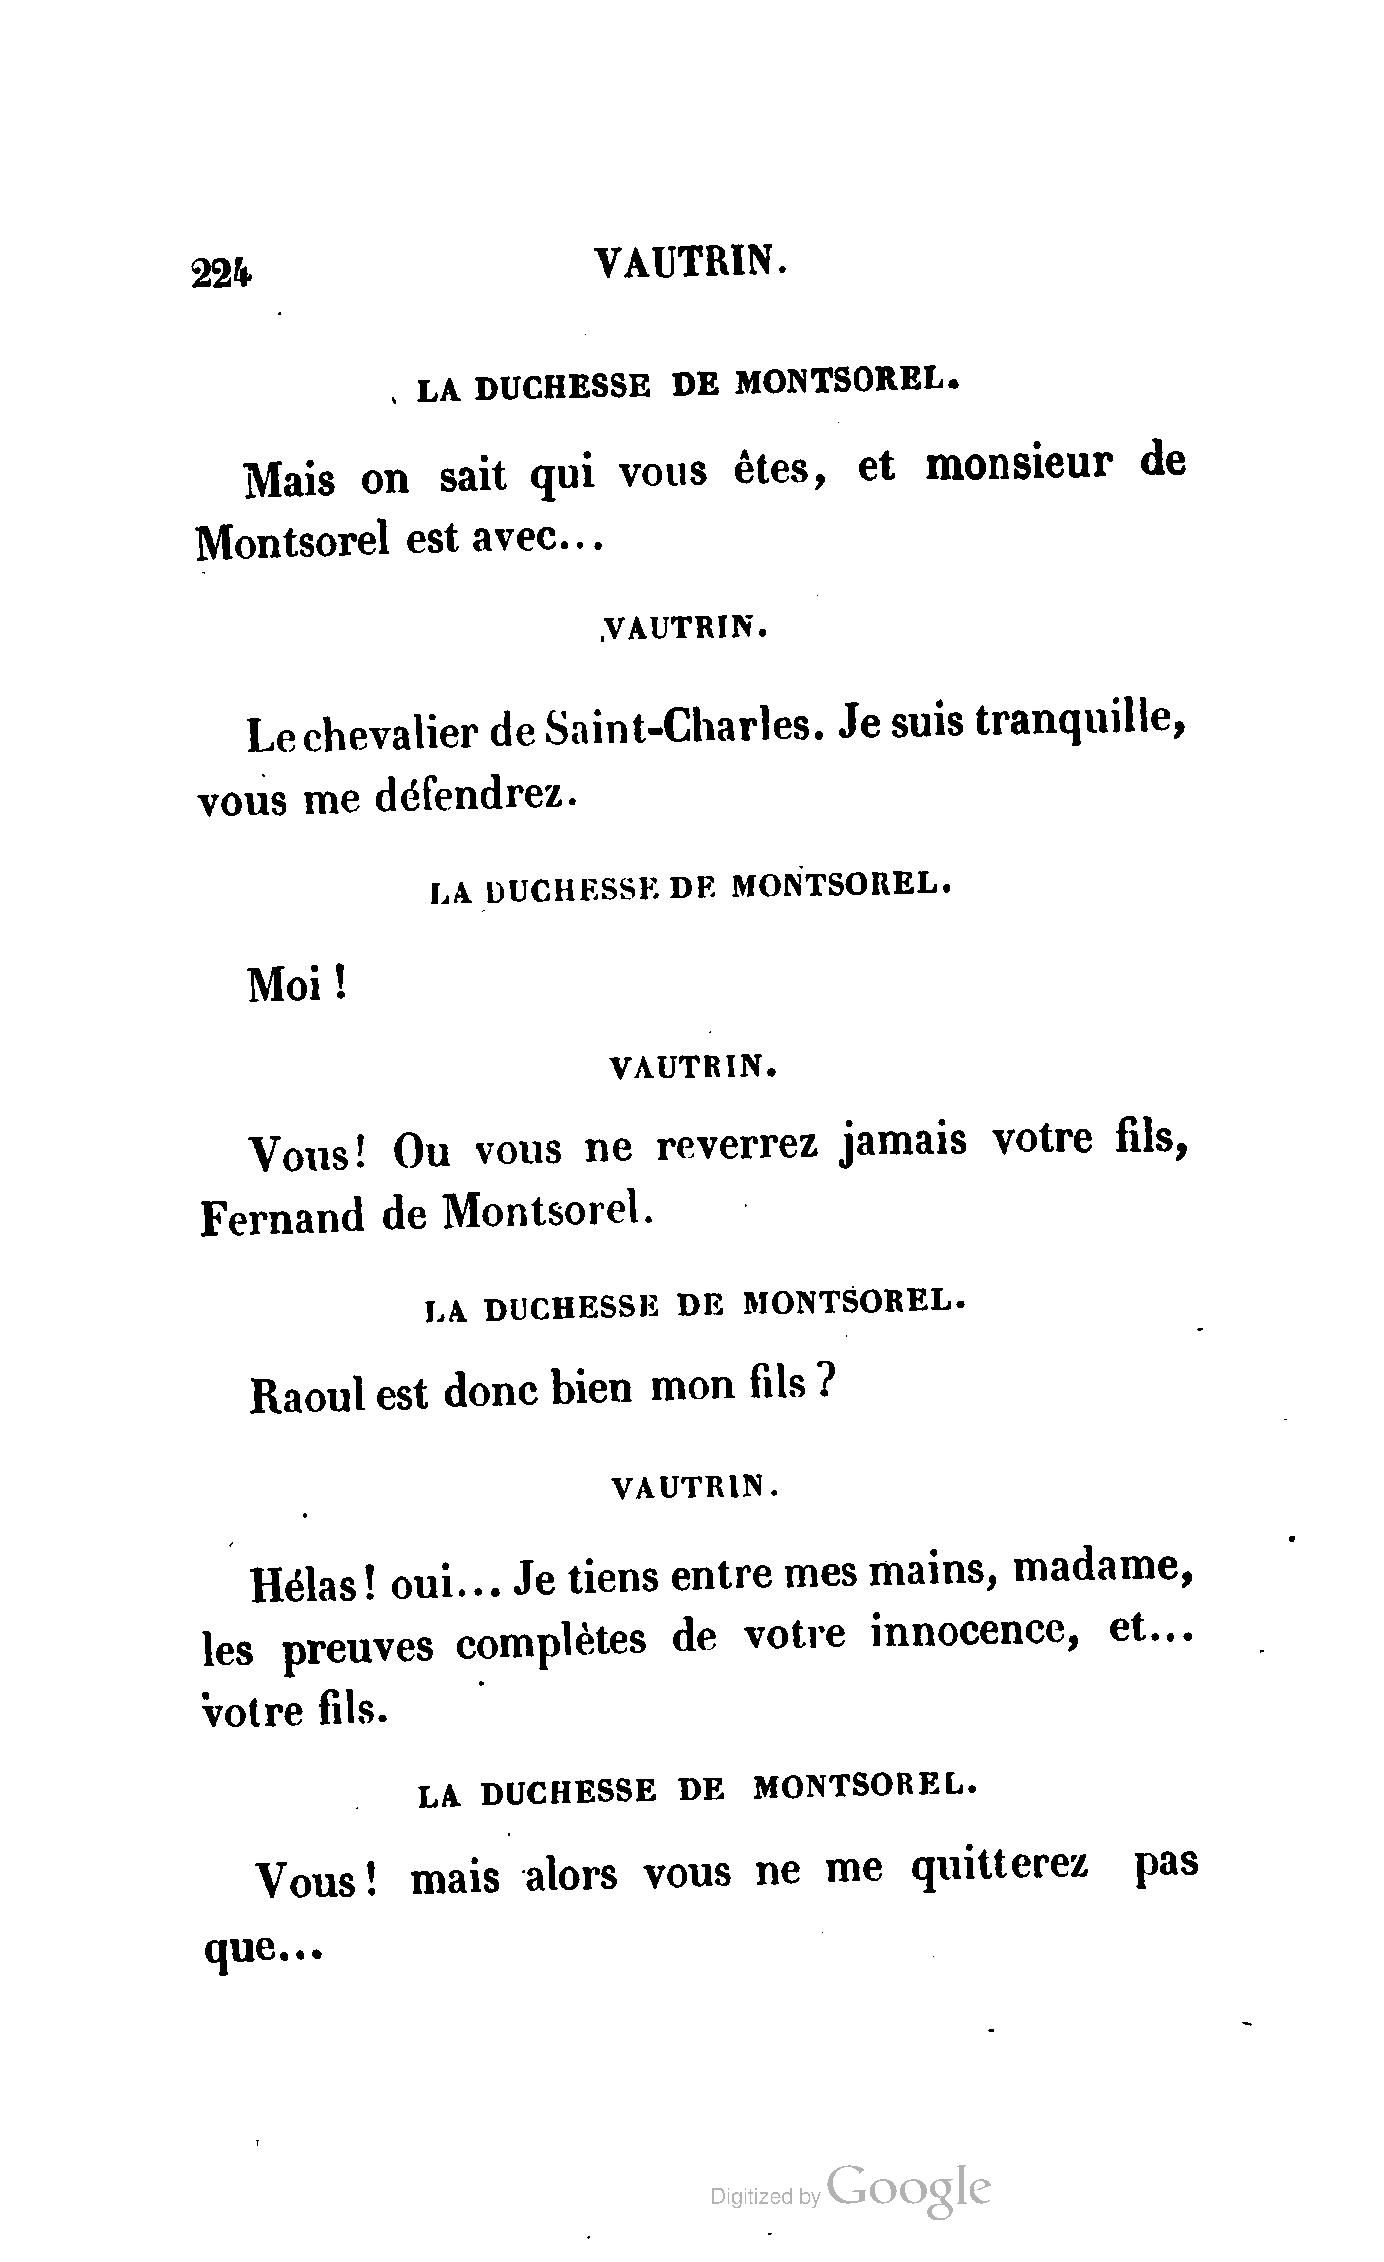 224 VAUTRIN.
LA DUCHESSE DE MONTSOREL.
Mais on sait qui vous êtes, et monsieur de
Montsorel est avec...
VAUTRIN.
Le chevalier de Saint-Charles. Je suis tranquille,
vous me défendrez.
LA DUCHESSE DE MONTSOREL.
Moi !
VAUTRIN.
Vous! Ou vous ne reverrez jamais votre fils,
Fernand de Montsorel.
LA DUCHESSE DE MONTSOREL.
Raoul est donc bien mon fils ?
VAUTRIN.
Hélas! oui... Je tiens entre mes mains, madame,
les preuves complètes de votre innocence, et...
votre fils.
LA DUCHESSE DE MONTSOREL.
Vous! mais alors vous ne me quitterez pas
que...
Digitized by Google